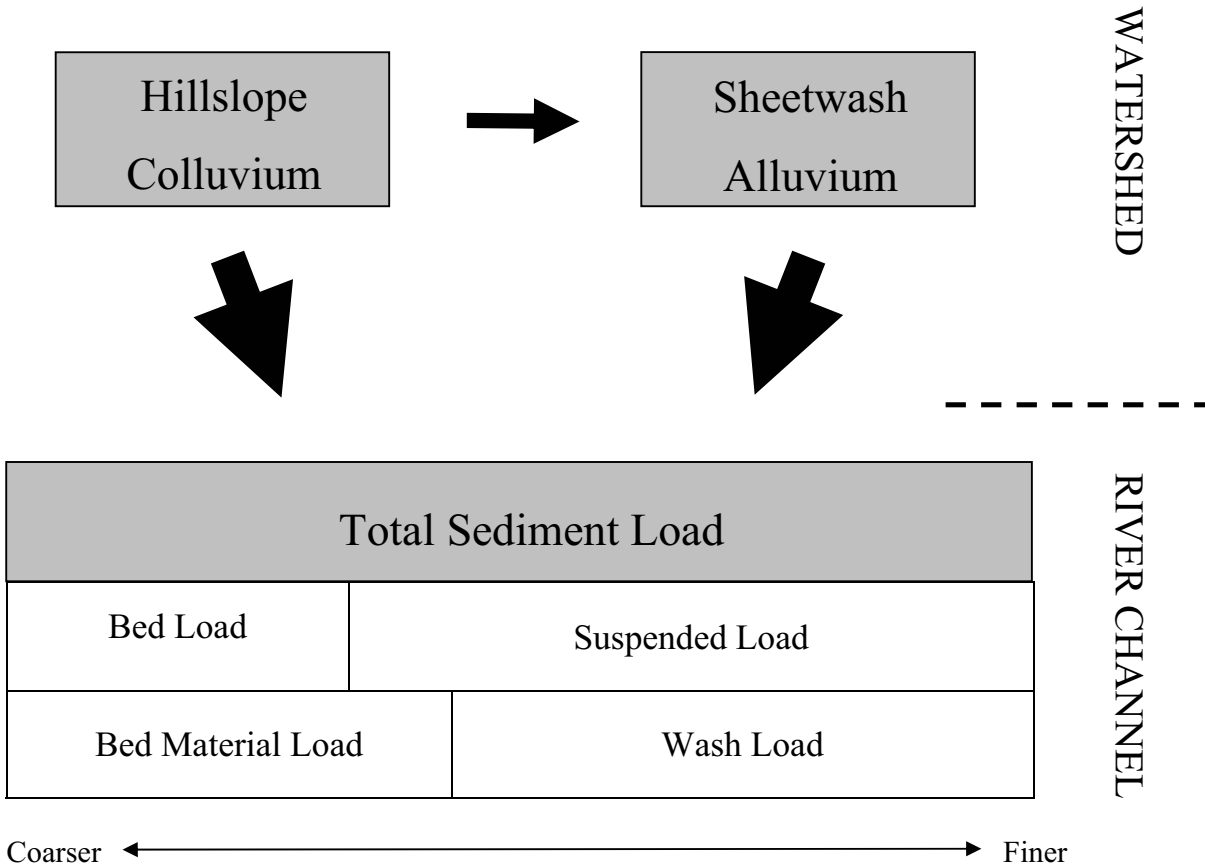 Hillslope
Colluvium
Sheetwash
Alluvium
WATERSHED
Total Sediment Load
Bed Load
Suspended Load
Bed Material Load
Wash Load
RIVER CHANNEL
Coarser
Finer